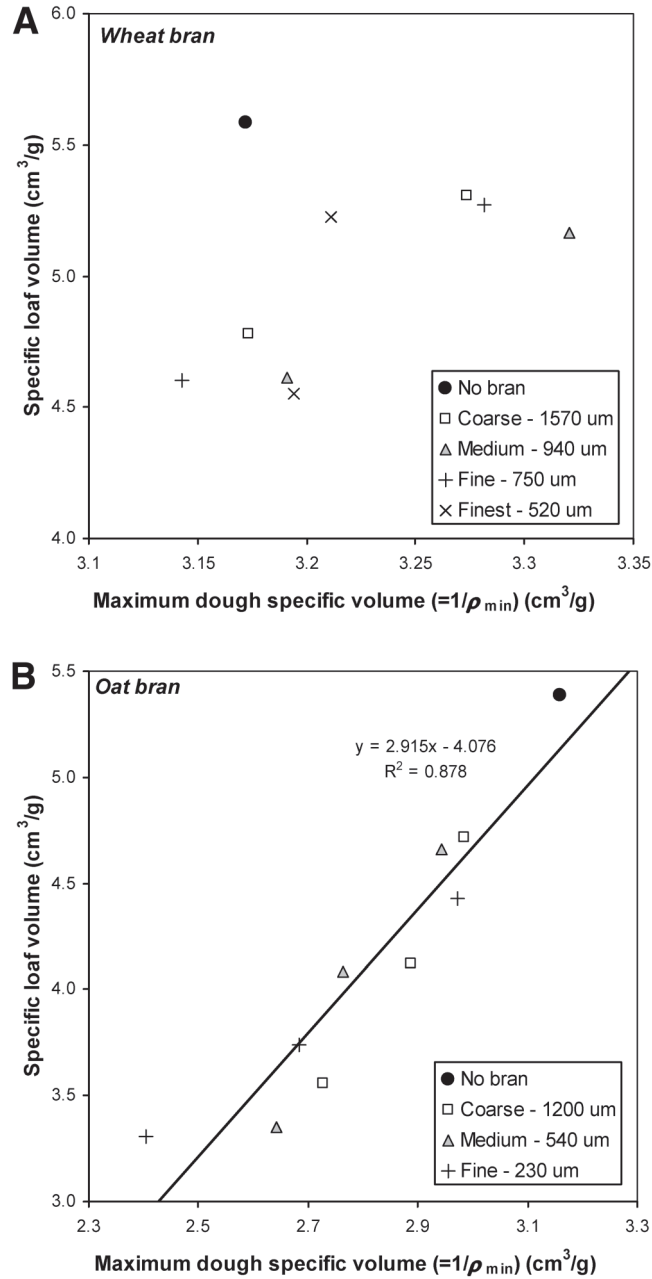 A
Wheat bran
6.0
5.5
5.0
4.5
4.0
Specific loaf volume (cm³/g)
No bran
Coarse - 1570 um
Medium - 940 um
Fine - 750 um
Finest - 520 um
3.1 3.15 3.2 3.25 3.3 3.35
Maximum dough specific volume (=1/ρ min) (cm³/g)
B
Oat bran
5.5
5.0
4.5
4.0
3.5
3.0
Specific loaf volume (cm³/g)
y = 2.915x - 4.076
R² = 0.878
No bran
Coarse - 1200 um
Medium - 540 um
Fine - 230 um
2.3 2.5 2.7 2.9 3.1 3.3
Maximum dough specific volume (=1/ρ min) (cm³/g)